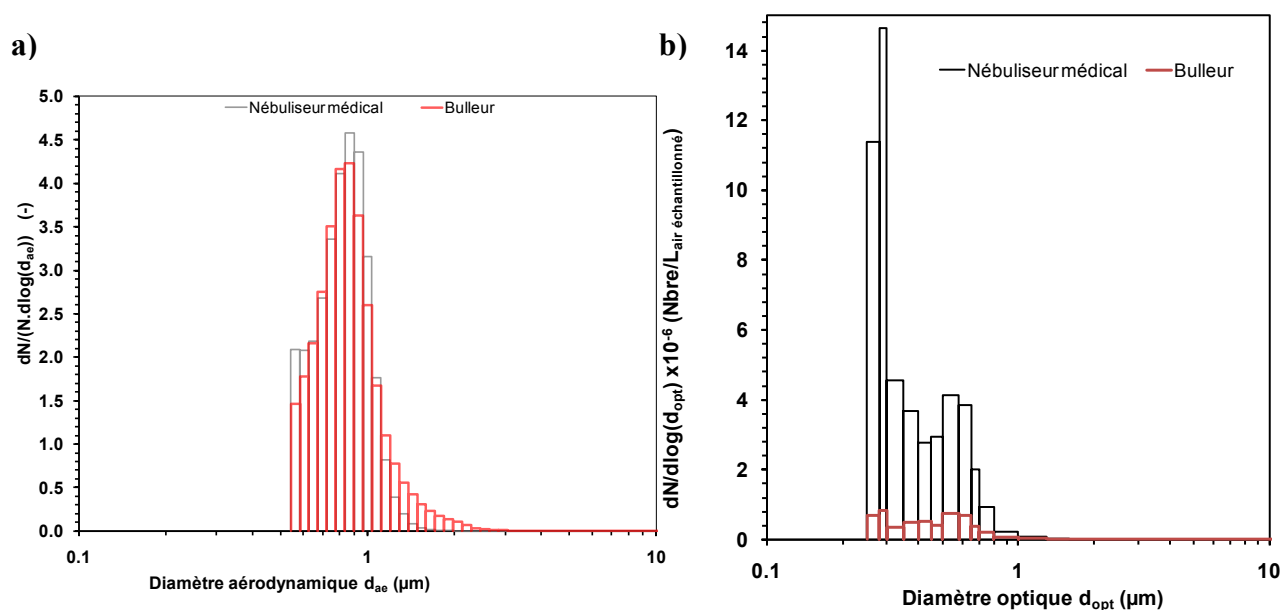 a)
Nébuliseur médical Bulleur
5.0
4.5
4.0
3.5
3.0
2.5
2.0
1.5
1.0
0.5
0.0
dN/(N.dlog(dae)) (-)
0.1 1 10
Diamètre aérodynamique dae (µm)
b)
Nébuliseur médical Bulleur
14
12
10
8
6
4
2
0
dN/dlog(dopt) x10-6 (Nbre/Lair échantillonné)
0.1 1 10
Diamètre optique dopt (µm)